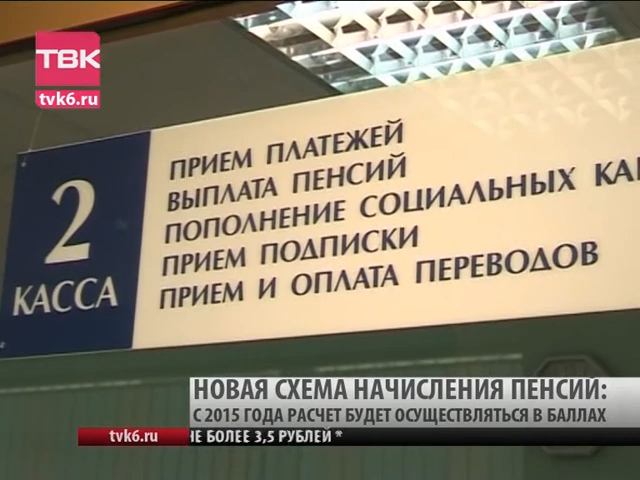 ТВК
tvk6.ru
2
КАССА
ПРИЕМ ПЛАТЕЖЕЙ
ВЫПЛАТА ПЕНСИЙ
ПОПОЛНЕНИЕ СОЦИАЛЬНЫХ
ПРИЕМ ПОДПИСКИ
ПРИЕМ И ОПЛАТА ПЕРЕВОДОВ
НОВАЯ СХЕМА НАЧИСЛЕНИЯ ПЕНСИЙ:
С 2015 ГОДА РАСЧЕТ БУДЕТ ОСУЩЕСТВЛЯТЬСЯ В БАЛЛАХ
tvk6.ru НЕ БОЛЕЕ 3,5 РУБЛЕЙ *